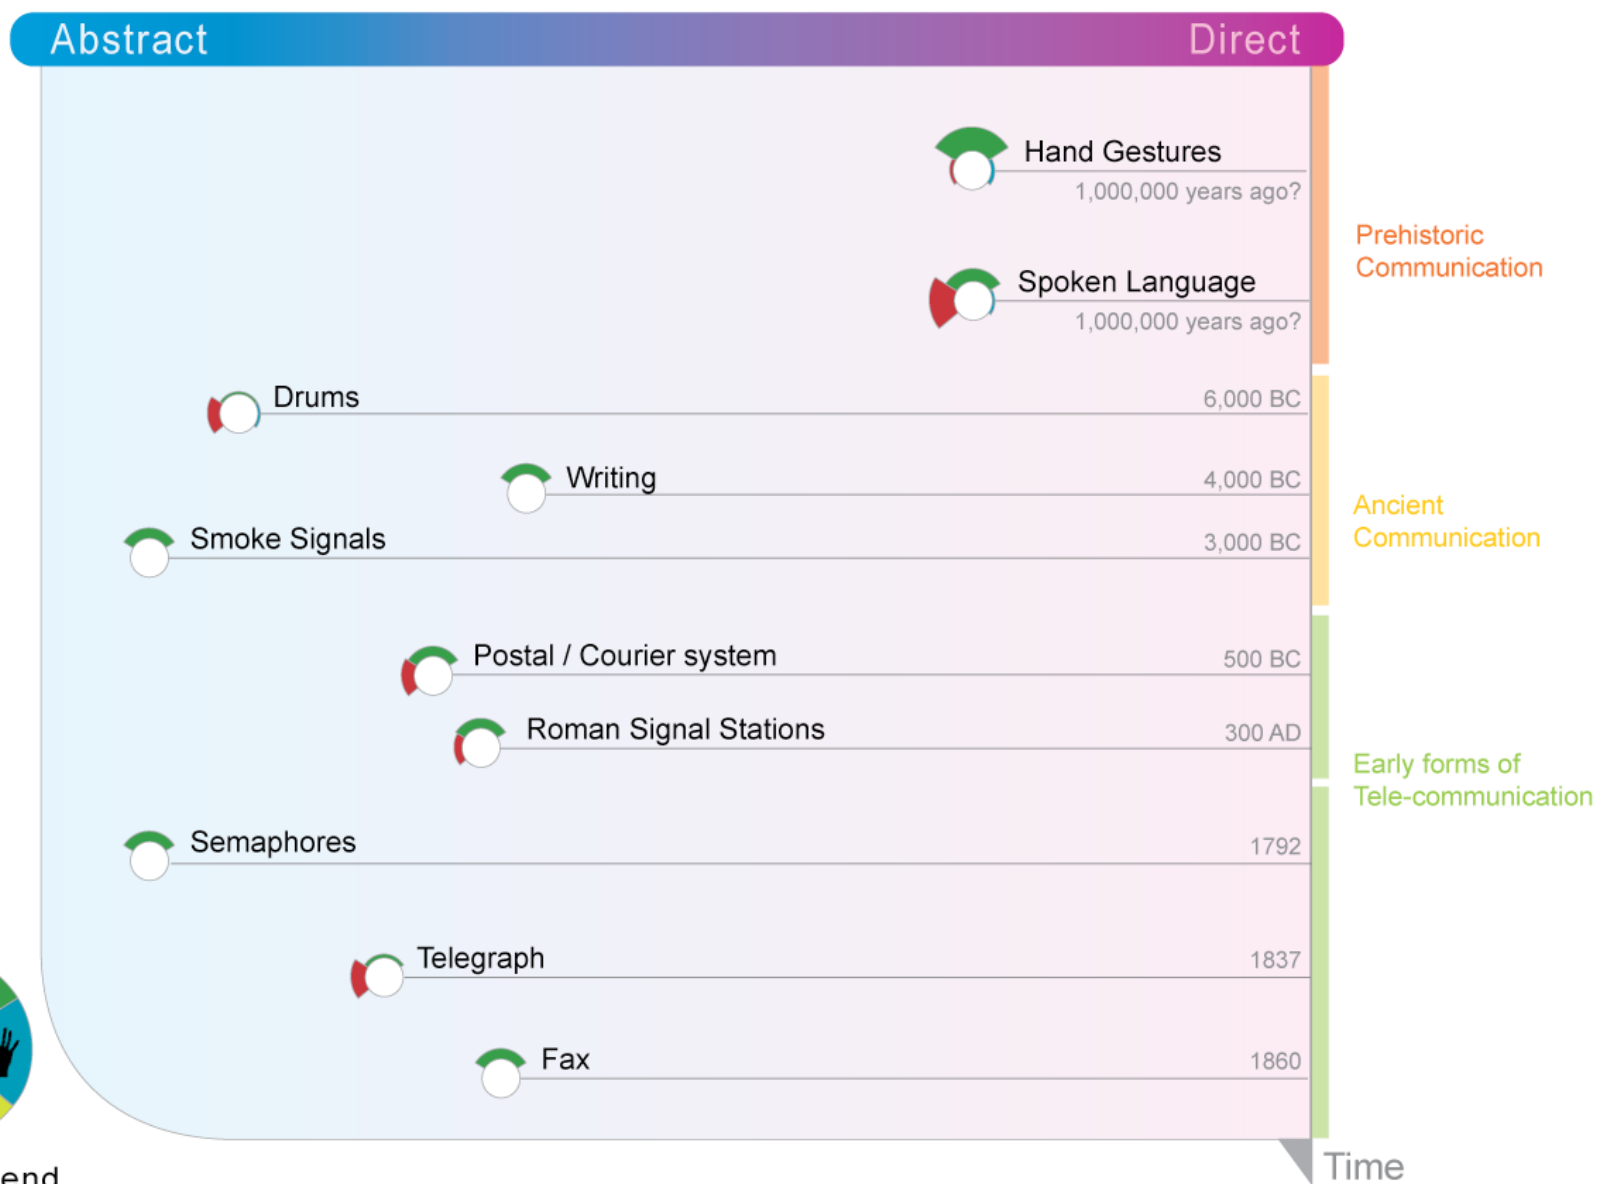 Abstract Direct
Hand Gestures
1,000,000 years ago?
Prehistoric
Communication
Spoken Language
1,000,000 years ago?
Drums 6,000 BC
Writing 4,000 BC
Ancient
Communication
Smoke Signals 3,000 BC
Postal / Courier system 500 BC
Roman Signal Stations 300 AD
Early forms of
Tele-communication
Semaphores 1792
Telegraph 1837
Fax 1860
Time
end